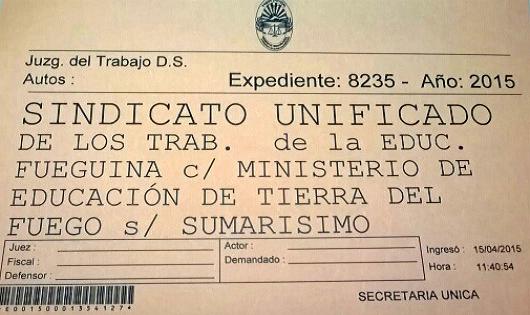 Juzg. del Trabajo D.S.
Autos :
Expediente: 8235 - Año: 2015
SINDICATO UNIFICADO
DE LOS TRAB. de la EDUC.
FUEGUINA c/ MINISTERIO DE
EDUCACIÓN DE TIERRA DEL
FUEGO s/ SUMARISIMO
Juez :
Fiscal :
Defensor :
Actor :
Demandado :
Ingresó : 15/04/2015
Hora : 11:40:54
SECRETARIA UNICA